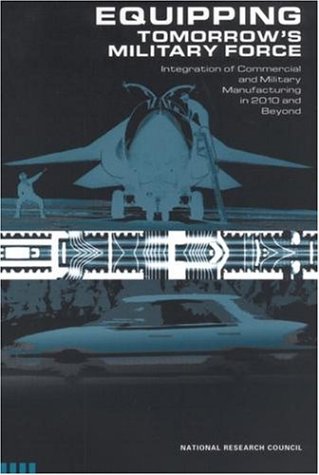 EQUIPPING
TOMORROW'S
MILITARY FORCE
Integration of Commercial
and Military
Manufacturing
in 2010 and
Beyond
NATIONAL RESEARCH COUNCIL